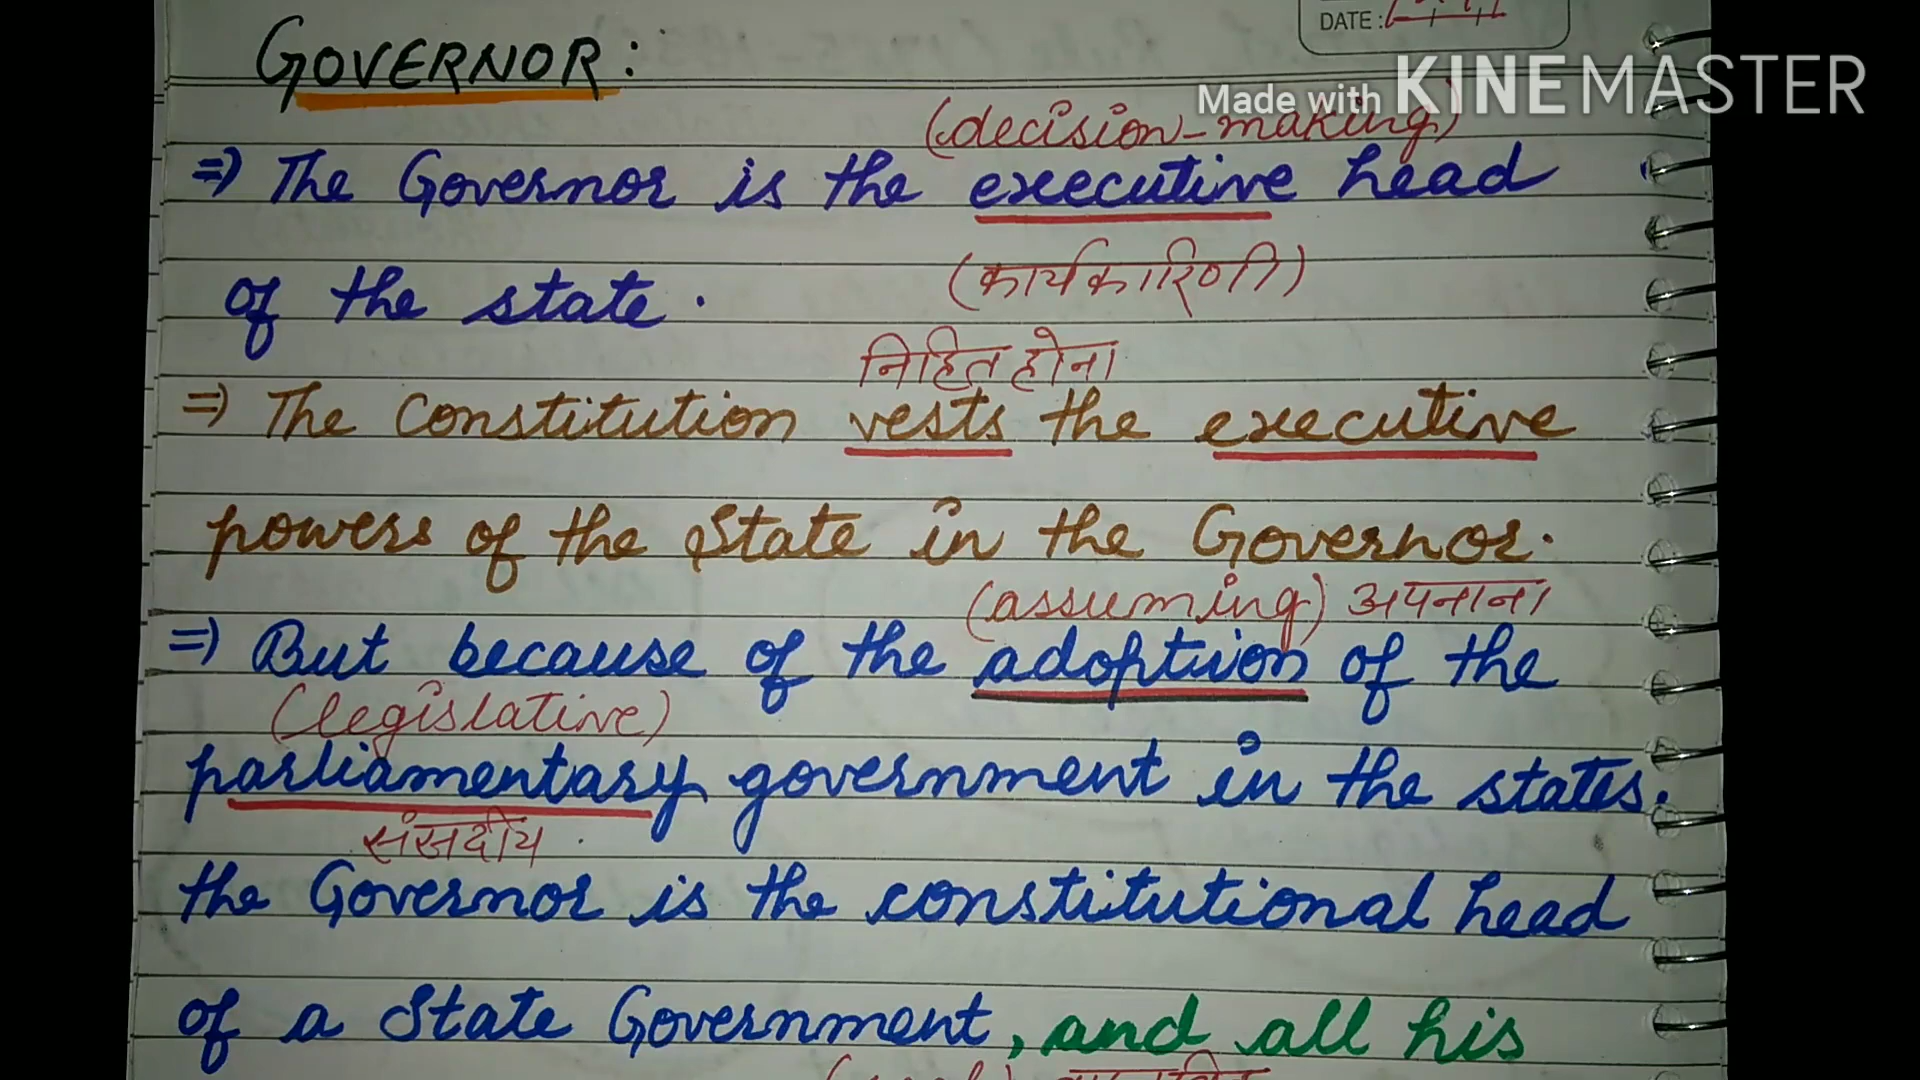 DATE:
GOVERNOR:
Made with KINEMASTER
(decision-making)
⇒ The Governor is the executive head
(कार्यकारिणी)
of the state.
निहित होना
⇒ The Constitution vests the executive
powers of the State in the Governor.
(assuming) अपनाना
⇒ But because of the adoption of the
(legislative)
parliamentary government in the states.
संसदीय
the Governor is the constitutional head
of a State Government, and all his